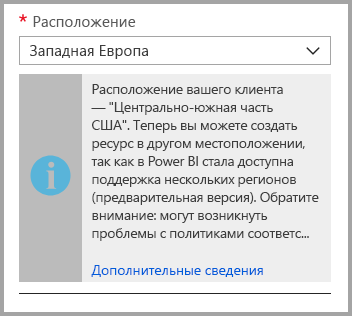 * Расположение
Западная Европа
Расположение вашего клиента
— "Центрально-южная часть
США". Теперь вы можете создать
ресурс в другом местоположении,
так как в Power BI стала доступна
поддержка нескольких регионов
(предварительная версия). Обратите
внимание: могут возникнуть
проблемы с политиками соответс...
Дополнительные сведения